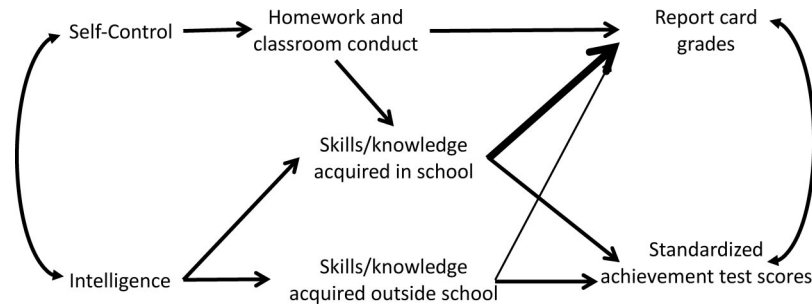 Self-Control
Homework and
classroom conduct
Report card
grades
Skills/knowledge
acquired in school
Intelligence
Skills/knowledge
acquired outside school
Standardized
achievement test scores